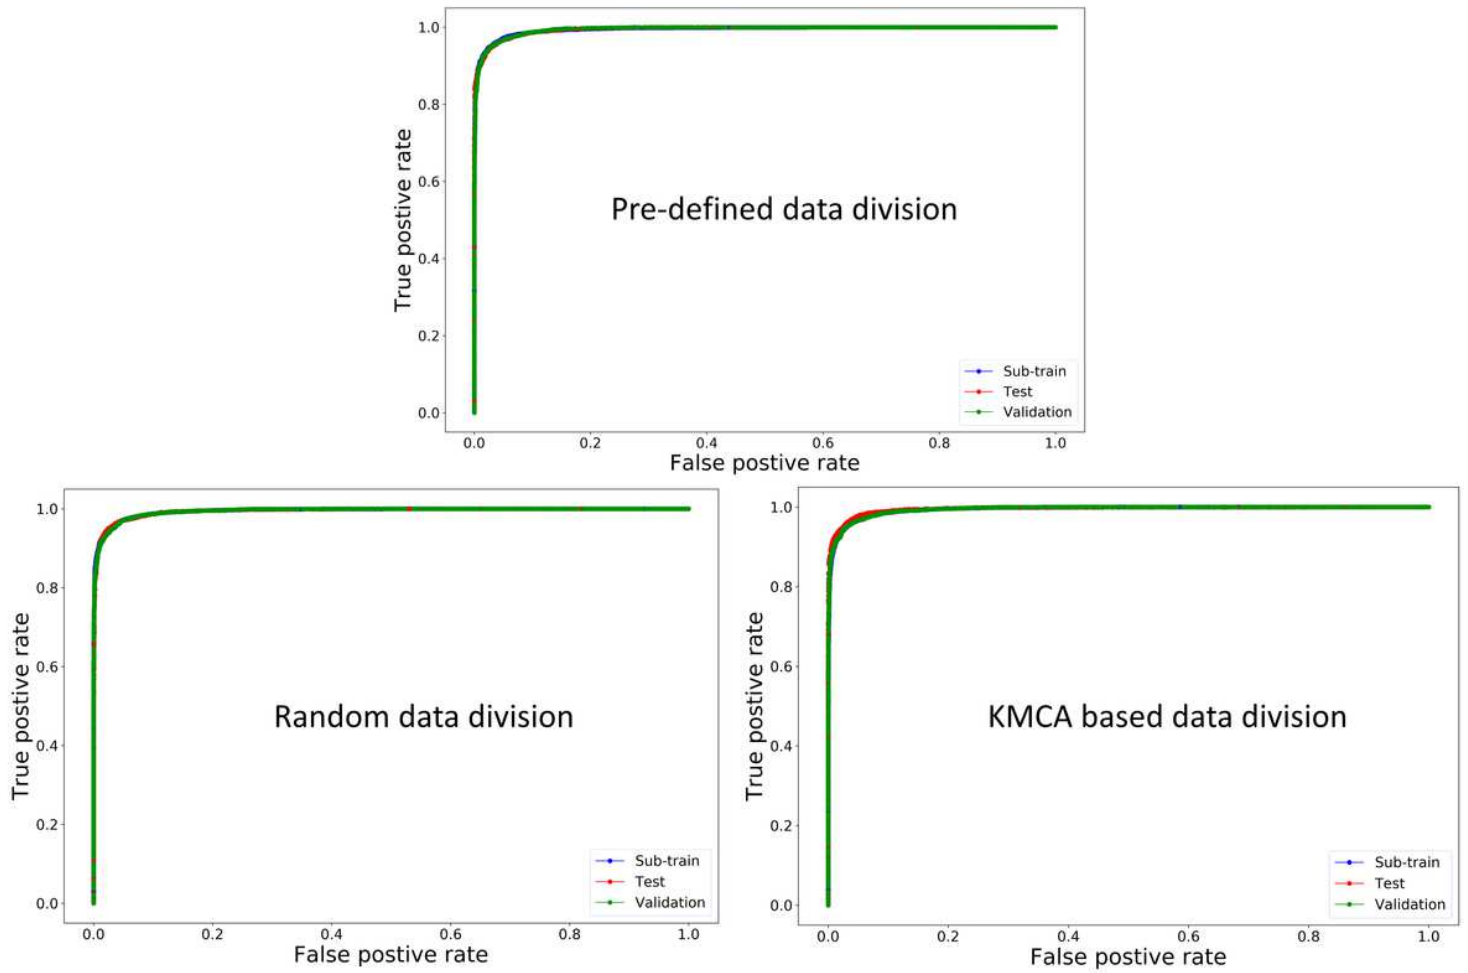 1.0
0.8
0.6
0.4
0.2
0.0
True postive rate
Pre-defined data division
Sub-train
Test
Validation
0.0 0.2 0.4 0.6 0.8 1.0
False postive rate
1.0
0.8
0.6
0.4
0.2
0.0
True postive rate
Random data division
Sub-train
Test
Validation
0.0 0.2 0.4 0.6 0.8 1.0
False postive rate
1.0
0.8
0.6
0.4
0.2
0.0
True postive rate
KMCA based data division
Sub-train
Test
Validation
0.0 0.2 0.4 0.6 0.8 1.0
False postive rate